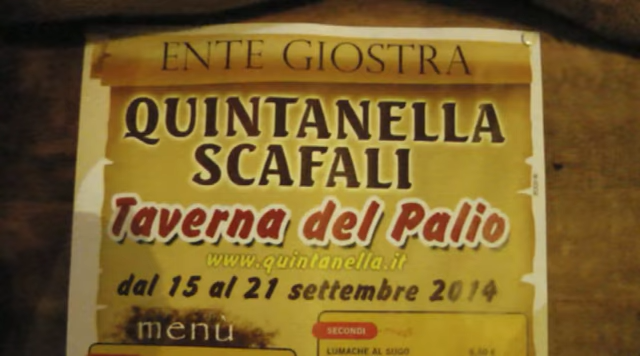 ENTE GIOSTRA
QUINTANELLA
SCAFALI
Taverna del Palio
www.quintanella.it
dal 15 al 21 settembre 2014
menù
SECONDI
LUMACHE AL SUGO